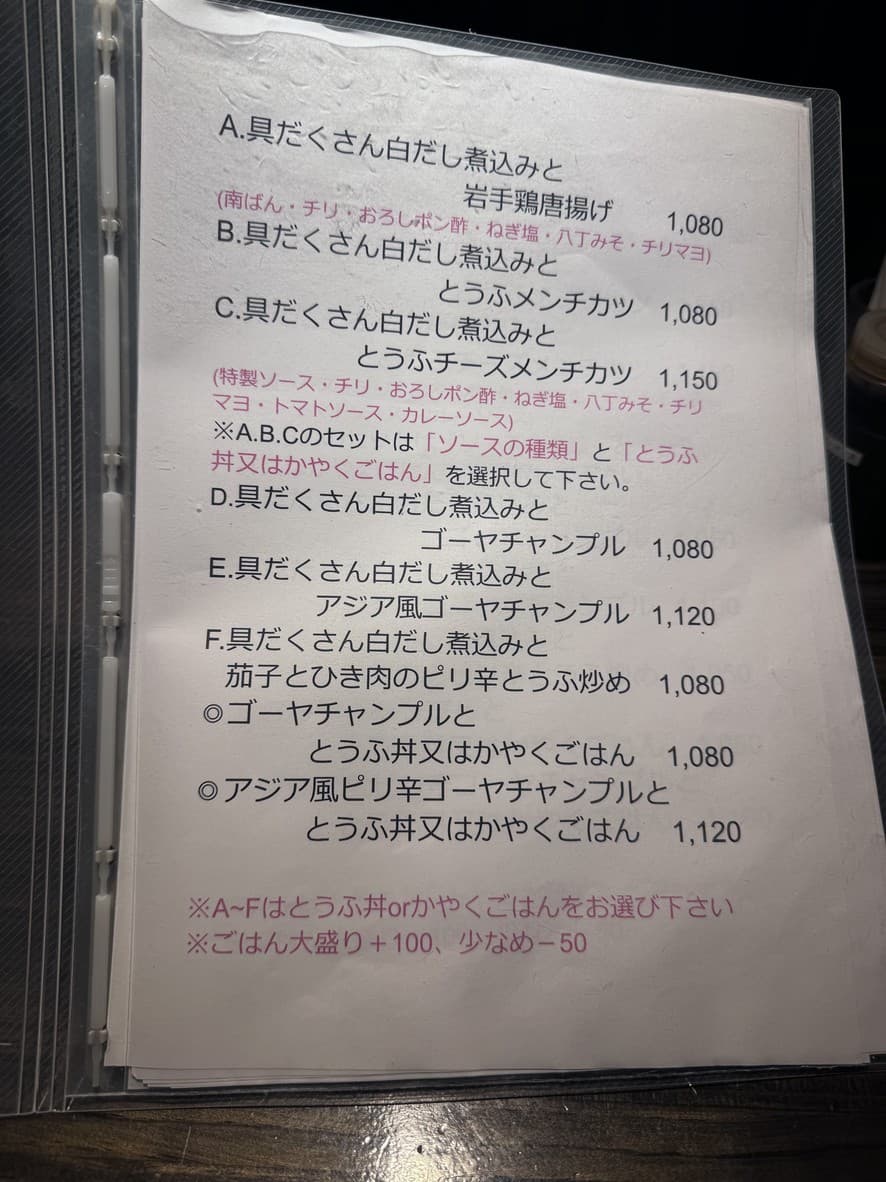 A.具だくさん白だし煮込みと
岩手鶏唐揚げ 1,080
(南ばん・チリ・おろしポン酢・ねぎ塩・八丁みそ・チリマヨ)
B.具だくさん白だし煮込みと
とうふメンチカツ 1,080
C.具だくさん白だし煮込みと
とうふチーズメンチカツ 1,150
(特製ソース・チリ・おろしポン酢・ねぎ塩・八丁みそ・チリ
マヨ・トマトソース・カレーソース)
※A.B.Cのセットは「ソースの種類」と「とうふ
丼又はかやくごはん」を選択して下さい。
D.具だくさん白だし煮込みと
ゴーヤチャンプル 1,080
E.具だくさん白だし煮込みと
アジア風ゴーヤチャンプル 1,120
F.具だくさん白だし煮込みと
茄子とひき肉のピリ辛とうふ炒め 1,080
◎ゴーヤチャンプルと
とうふ丼又はかやくごはん 1,080
◎アジア風ピリ辛ゴーヤチャンプルと
とうふ丼又はかやくごはん 1,120
※A~Fはとうふ丼orかやくごはんをお選び下さい
※ごはん大盛り＋100、少なめ－50